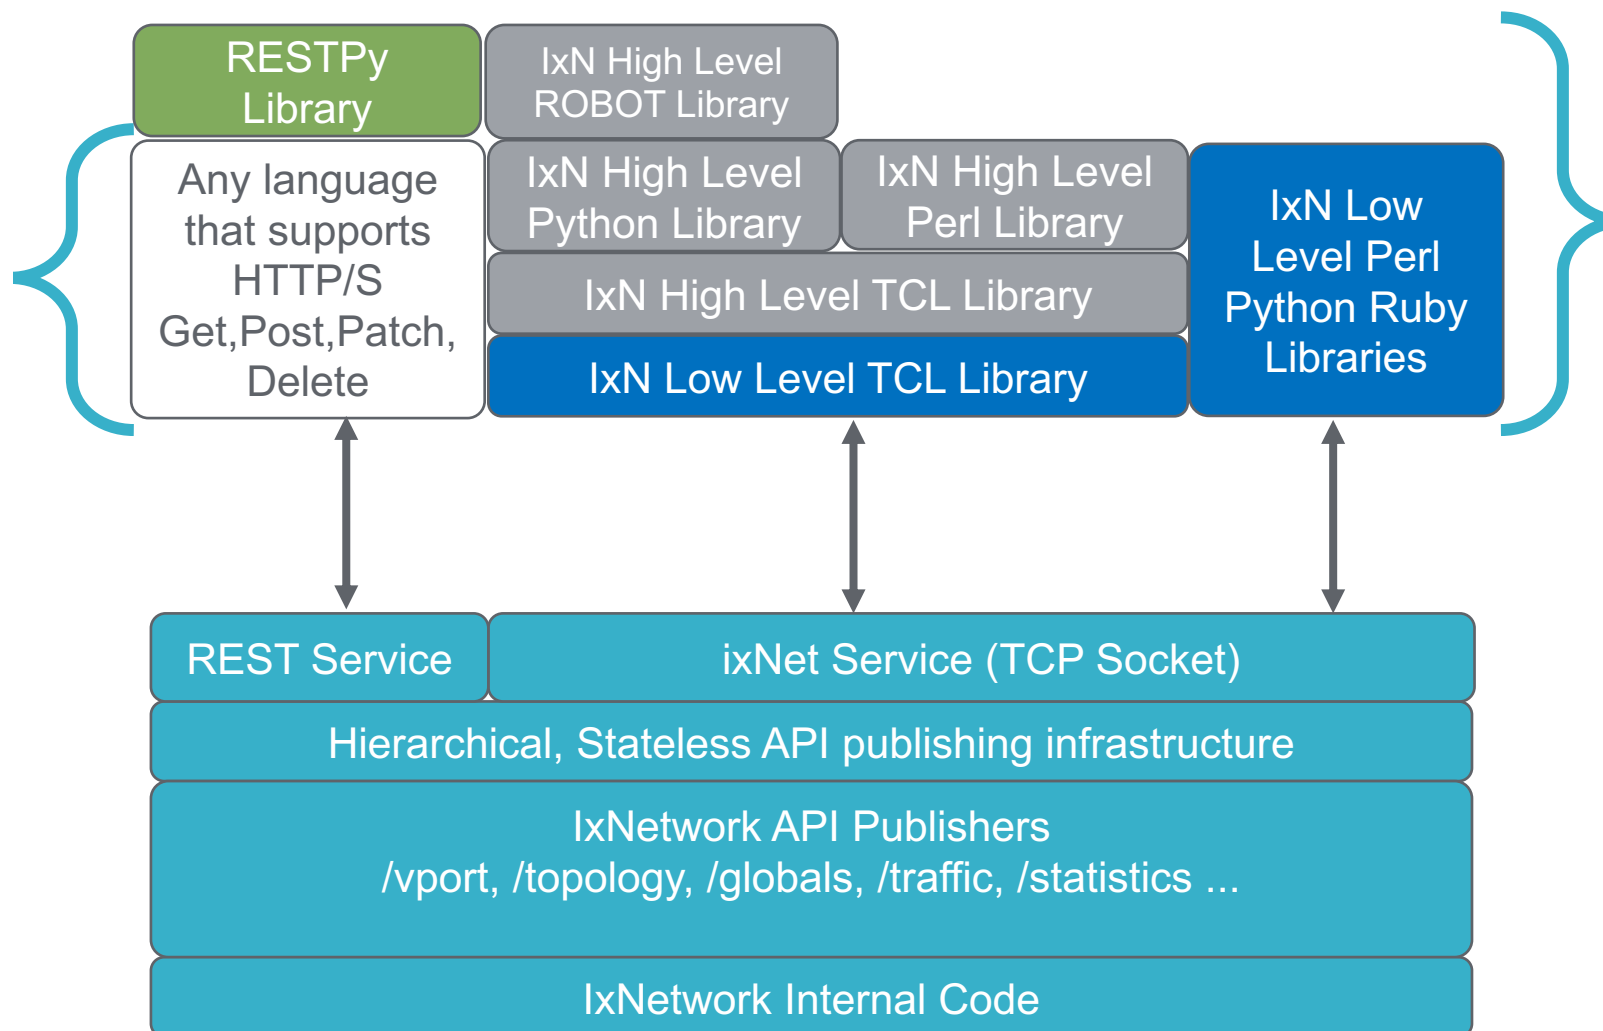 RESTPy
Library
IxN High Level
ROBOT Library
Any language
that supports
HTTP/S
Get,Post,Patch,
Delete
IxN High Level
Python Library
IxN High Level
Perl Library
IxN High Level TCL Library
IxN Low Level TCL Library
IxN Low
Level Perl
Python Ruby
Libraries
REST Service
ixNet Service (TCP Socket)
Hierarchical, Stateless API publishing infrastructure
IxNetwork API Publishers
/vport, /topology, /globals, /traffic, /statistics ...
IxNetwork Internal Code